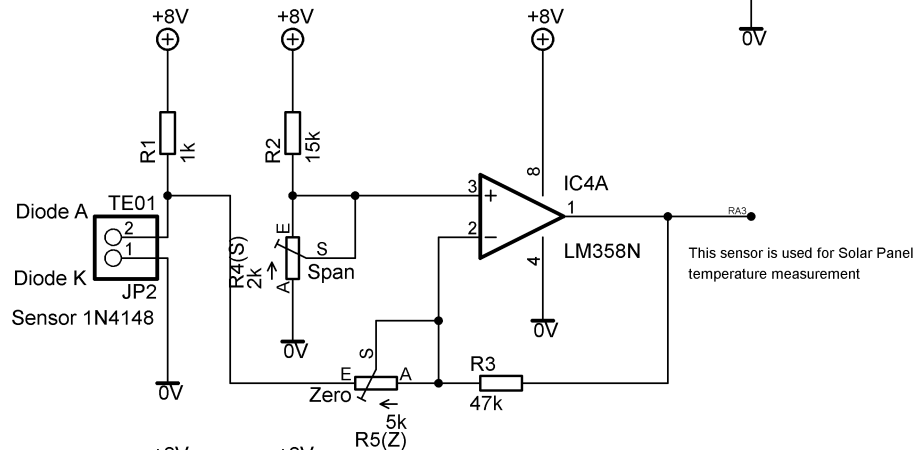 +8V
+8V
+8V
0V
R1
1k
R2
15k
8
IC4A
3
+
1
RA3
2
−
LM358N
4
TE01
Diode A
2
1
Diode K
JP2
Sensor 1N4148
E
S
R4(S)
2k
Span
A
This sensor is used for Solar Panel
temperature measurement
0V
0V
0V
S
E
A
Zero
R3
47k
5k
R5(Z)
+8V
+8V